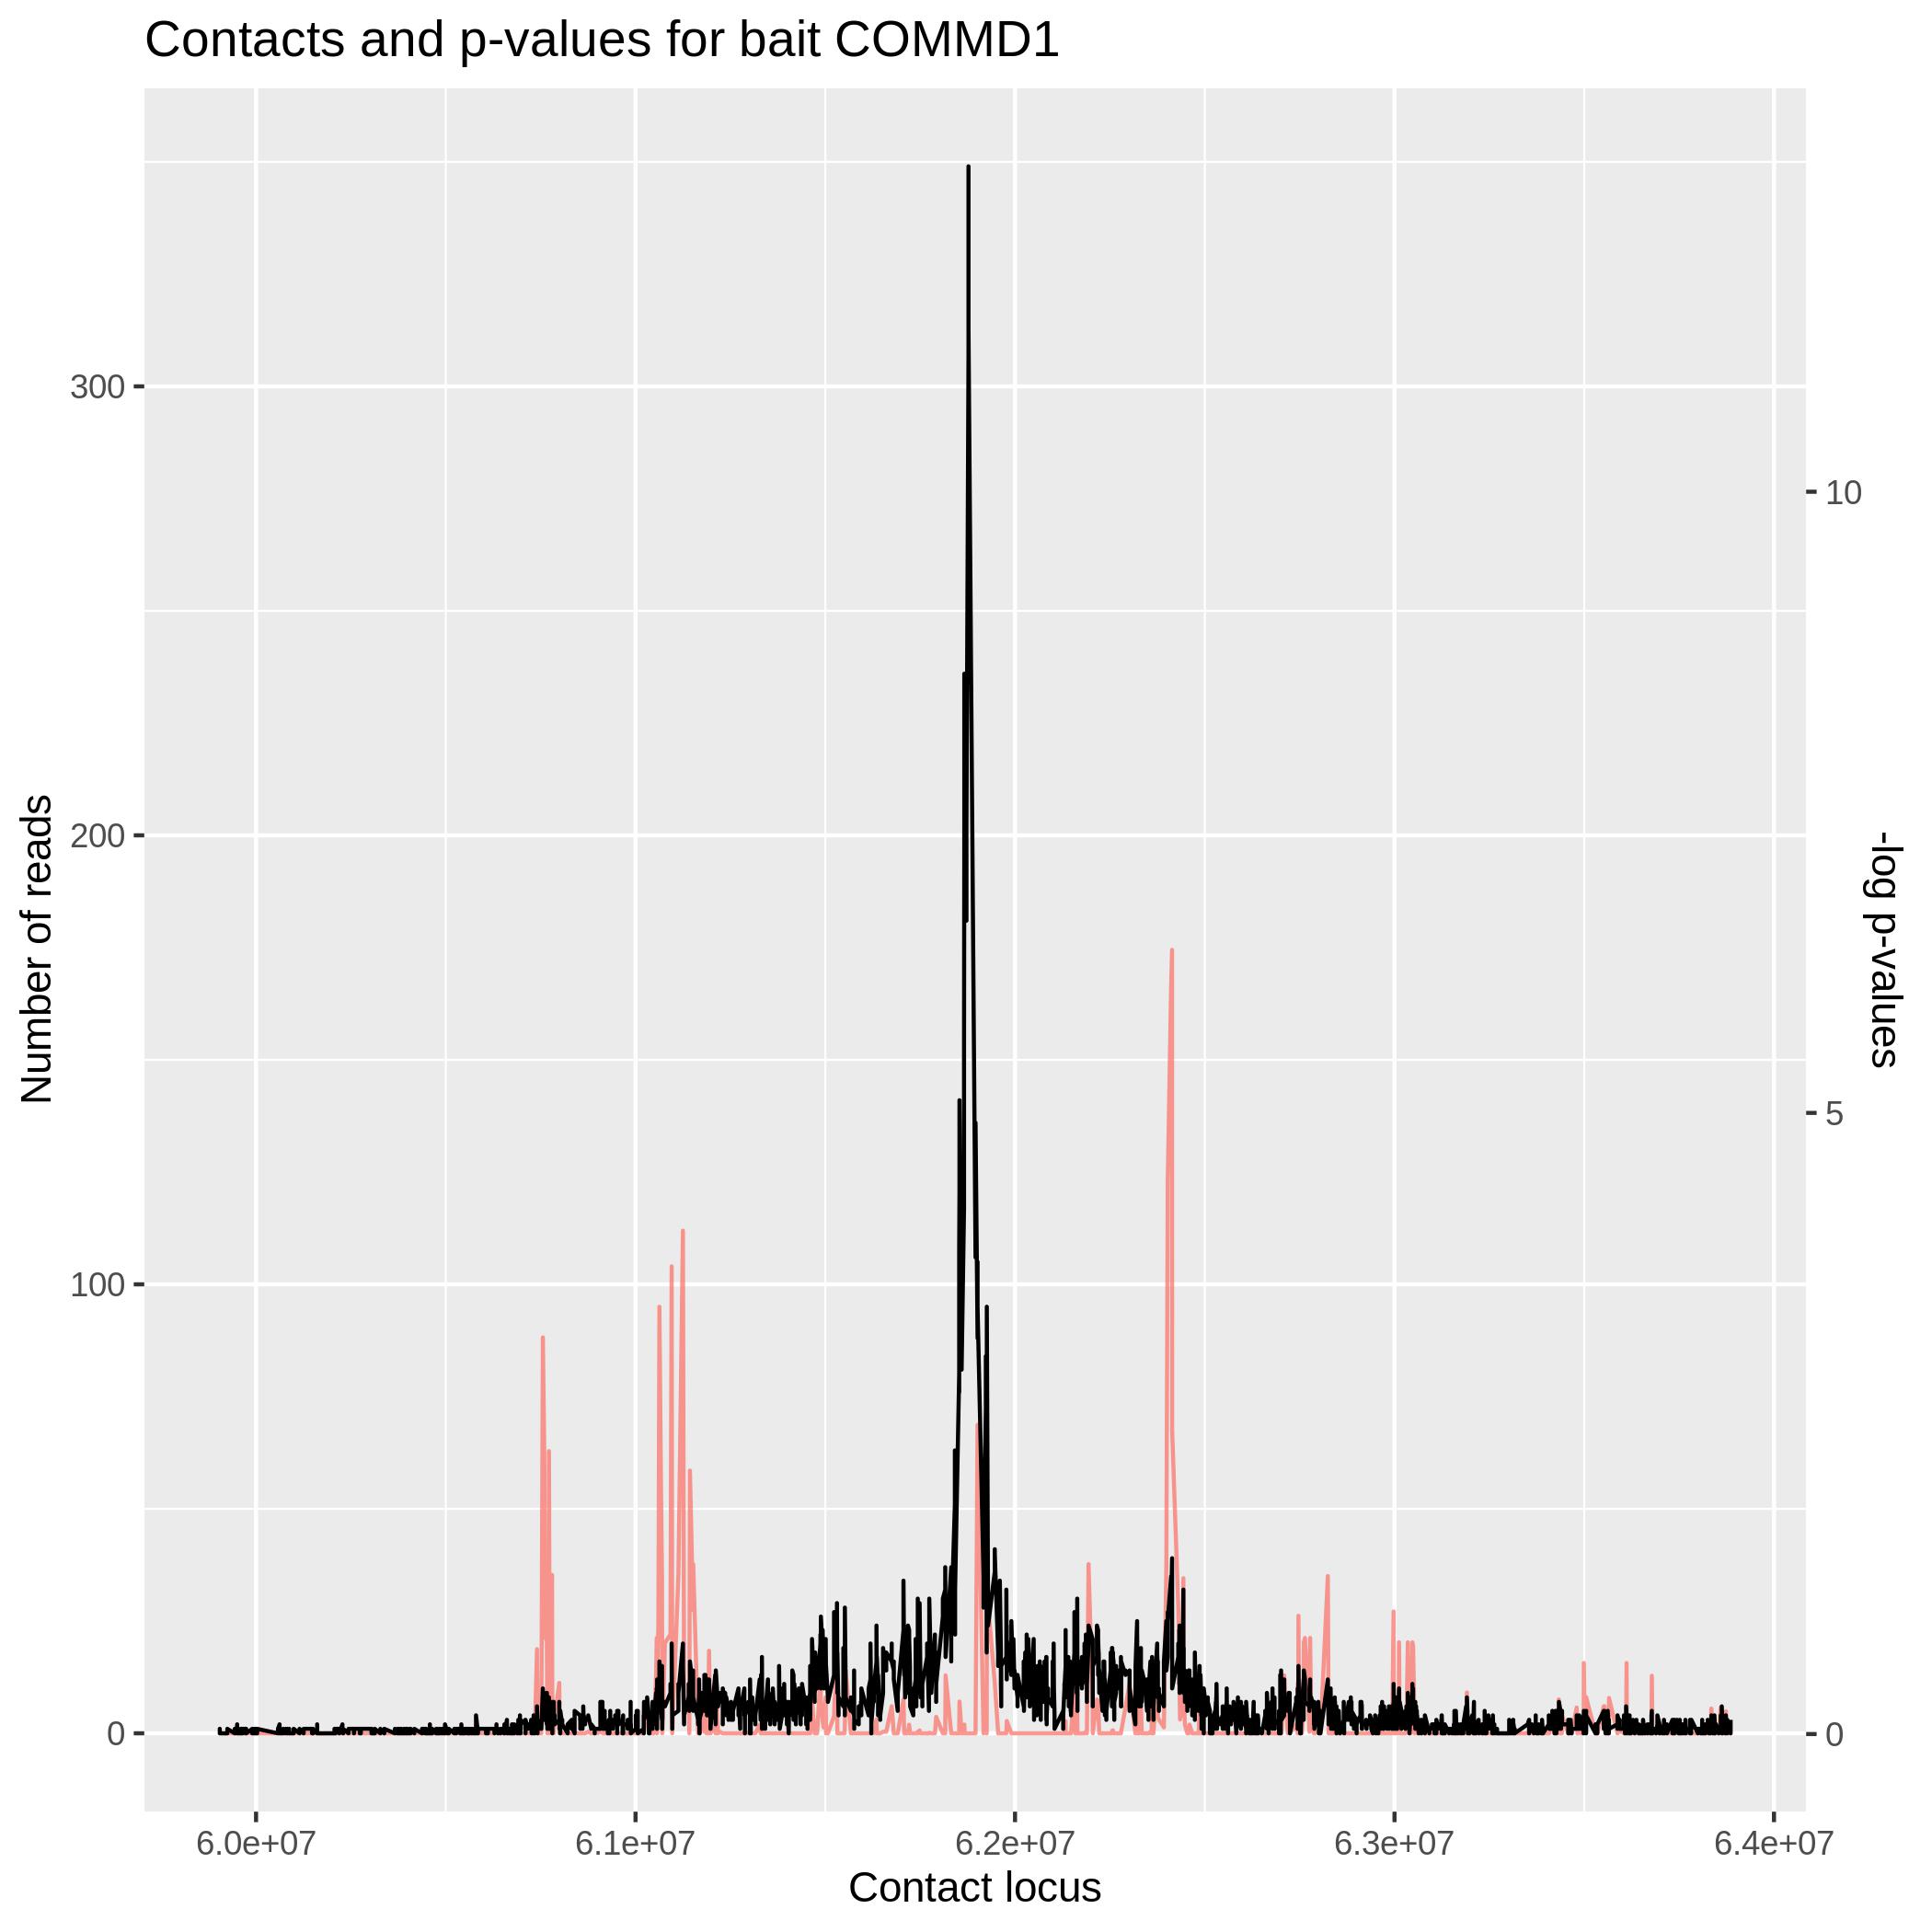 Contacts and p-values for bait COMMD1
300
200
100
0
Number of reads
10
5
0
-log p-values
6.0e+07
6.1e+07
6.2e+07
6.3e+07
6.4e+07
Contact locus